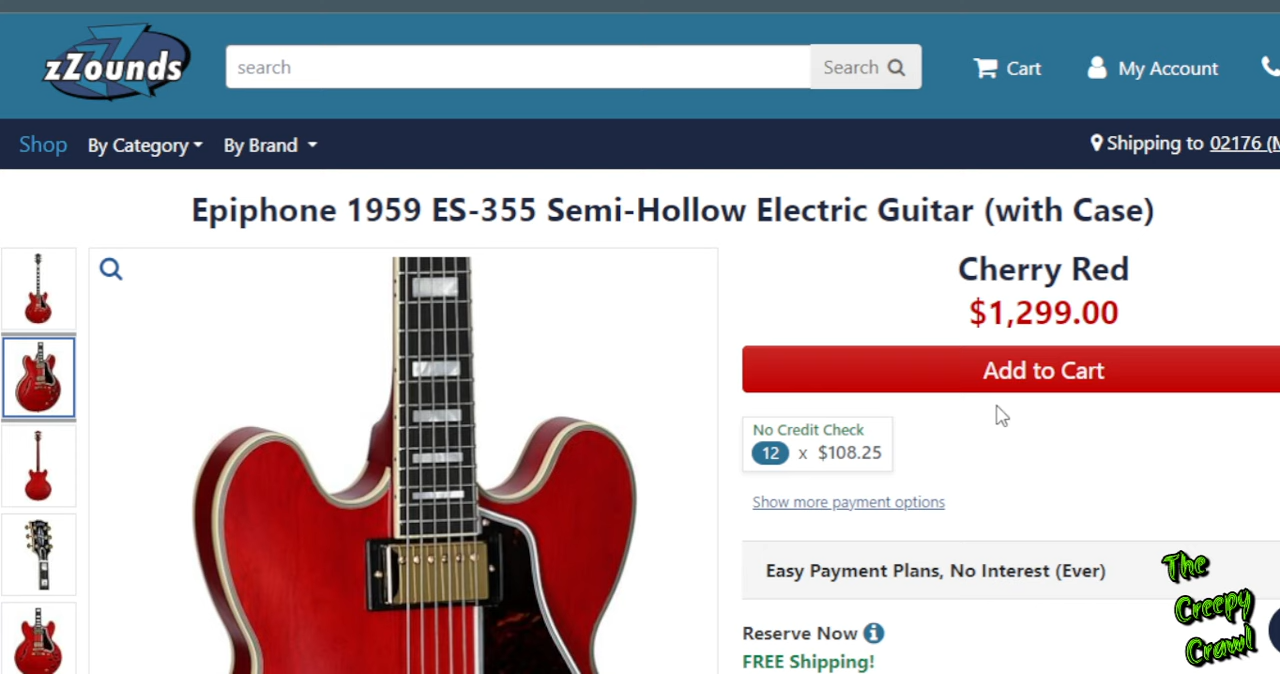 zZounds
search
Search
Cart
My Account
Shop
By Category
By Brand
Shipping to 02176
Epiphone 1959 ES-355 Semi-Hollow Electric Guitar (with Case)
Cherry Red
$1,299.00
Add to Cart
No Credit Check
12 x $108.25
Show more payment options
Easy Payment Plans, No Interest (Ever)
Reserve Now
FREE Shipping!
The
Creepy
Crawl